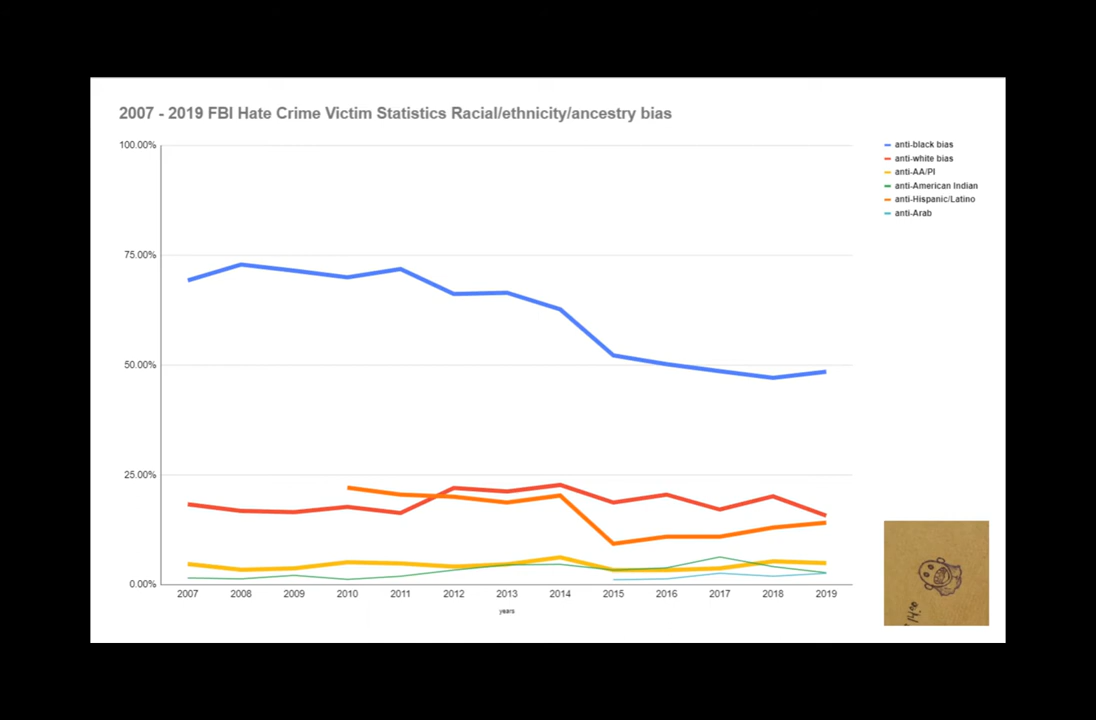 2007 - 2019 FBI Hate Crime Victim Statistics Racial/ethnicity/ancestry bias
100.00%
75.00%
50.00%
25.00%
0.00%
2007 2008 2009 2010 2011 2012 2013 2014 2015 2016 2017 2018 2019
years
anti-black bias
anti-white bias
anti-AA/PI
anti-American Indian
anti-Hispanic/Latino
anti-Arab